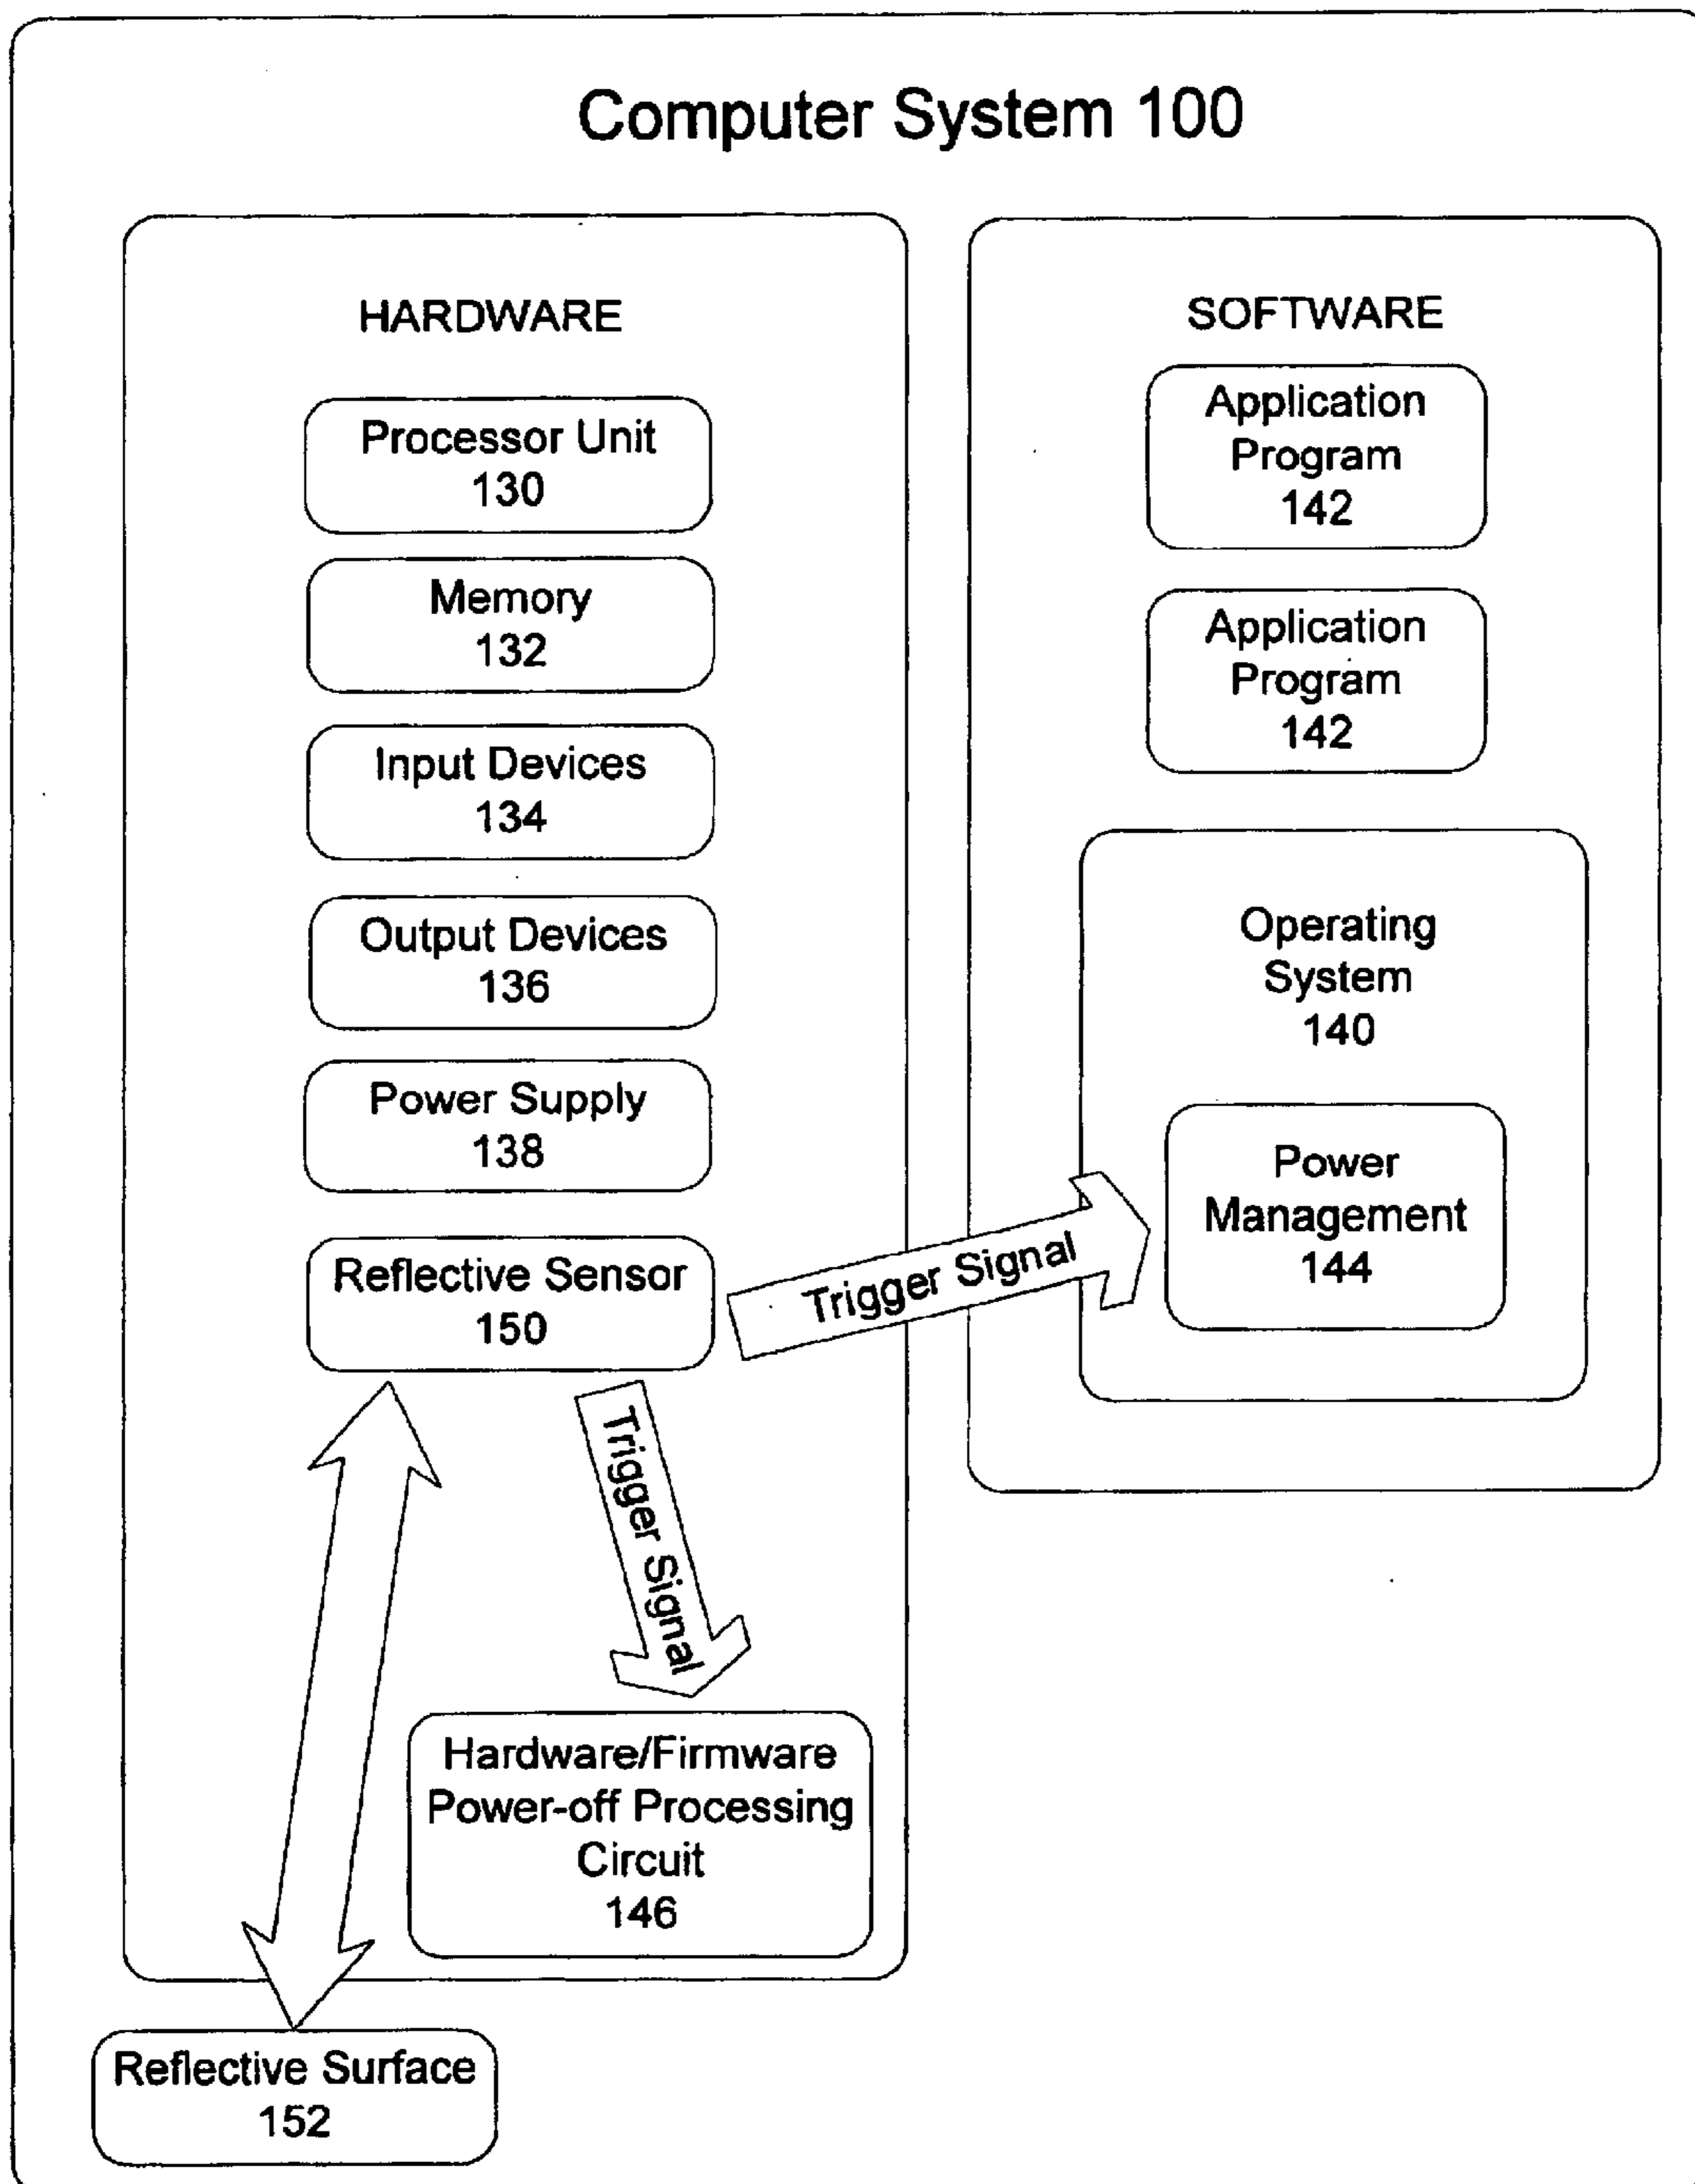 Computer System 100
HARDWARE
Processor Unit
130
Memory
132
Input Devices
134
Output Devices
136
Power Supply
138
Reflective Sensor
150
Trigger Signal
Trigger Signal
Hardware/Firmware
Power-off Processing
Circuit
146
Reflective Surface
152
SOFTWARE
Application
Program
142
Application
Program
142
Operating
System
140
Power
Management
144